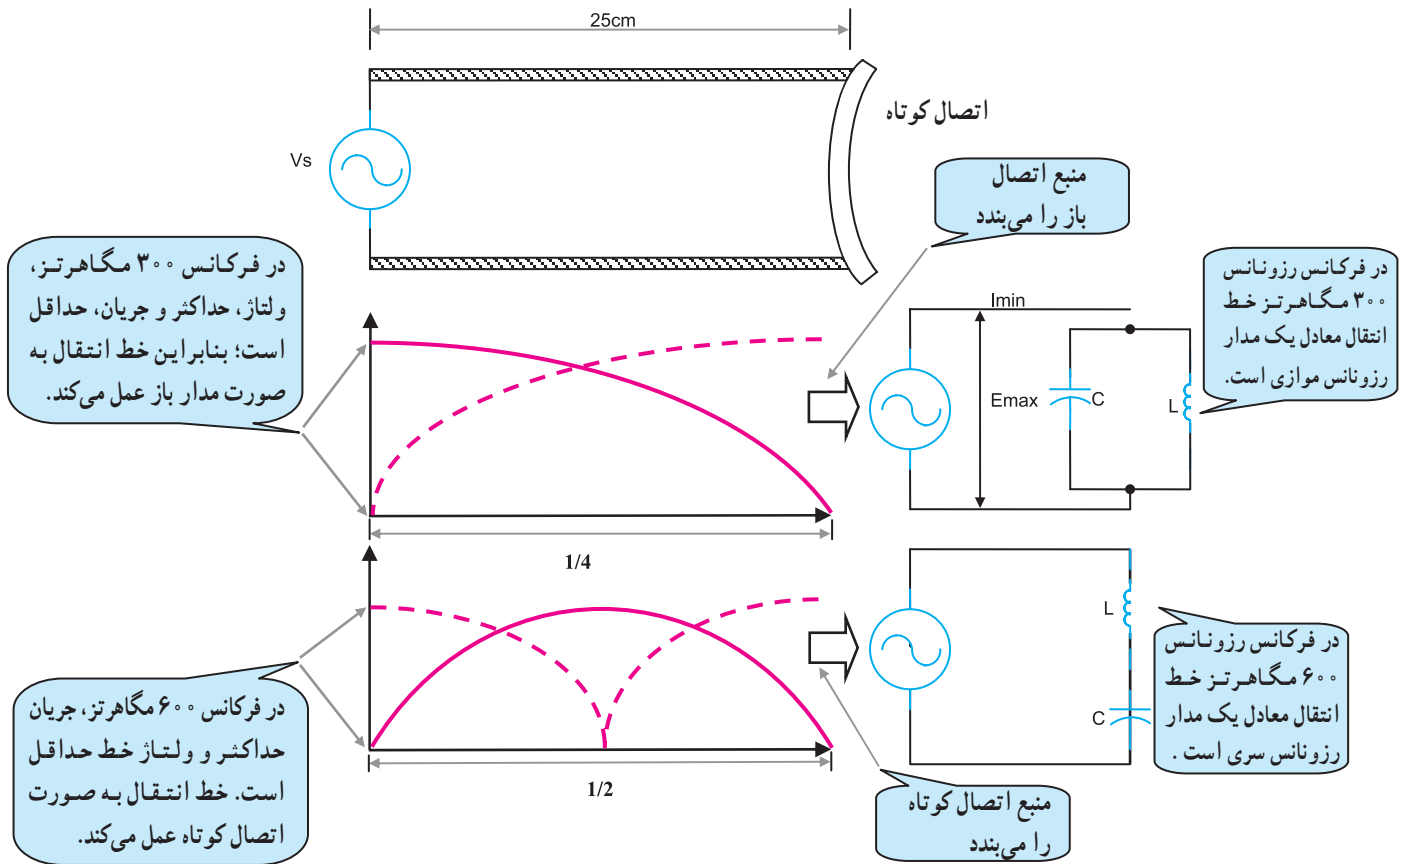 25cm
اتصال کوتاه
Vs
منبع اتصال
باز را می‌بندد
در فرکانس ۳۰۰ مگاهرتز،
ولتاژ، حداکثر و جریان، حداقل
است؛ بنابراین خط انتقال به
صورت مدار باز عمل می‌کند.
Imin
Emax
C
L
در فرکانس رزونانس
۳۰۰ مگاهرتز خط
انتقال معادل یک مدار
رزونانس موازی است.
1/4
در فرکانس ۶۰۰ مگاهرتز، جریان
حداکثر و ولتاژ خط حداقل
است. خط انتقال به صورت
اتصال کوتاه عمل می‌کند.
1/2
منبع اتصال کوتاه
را می‌بندد
L
C
در فرکانس رزونانس
۶۰۰ مگاهرتز خط
انتقال معادل یک مدار
رزونانس سری است .